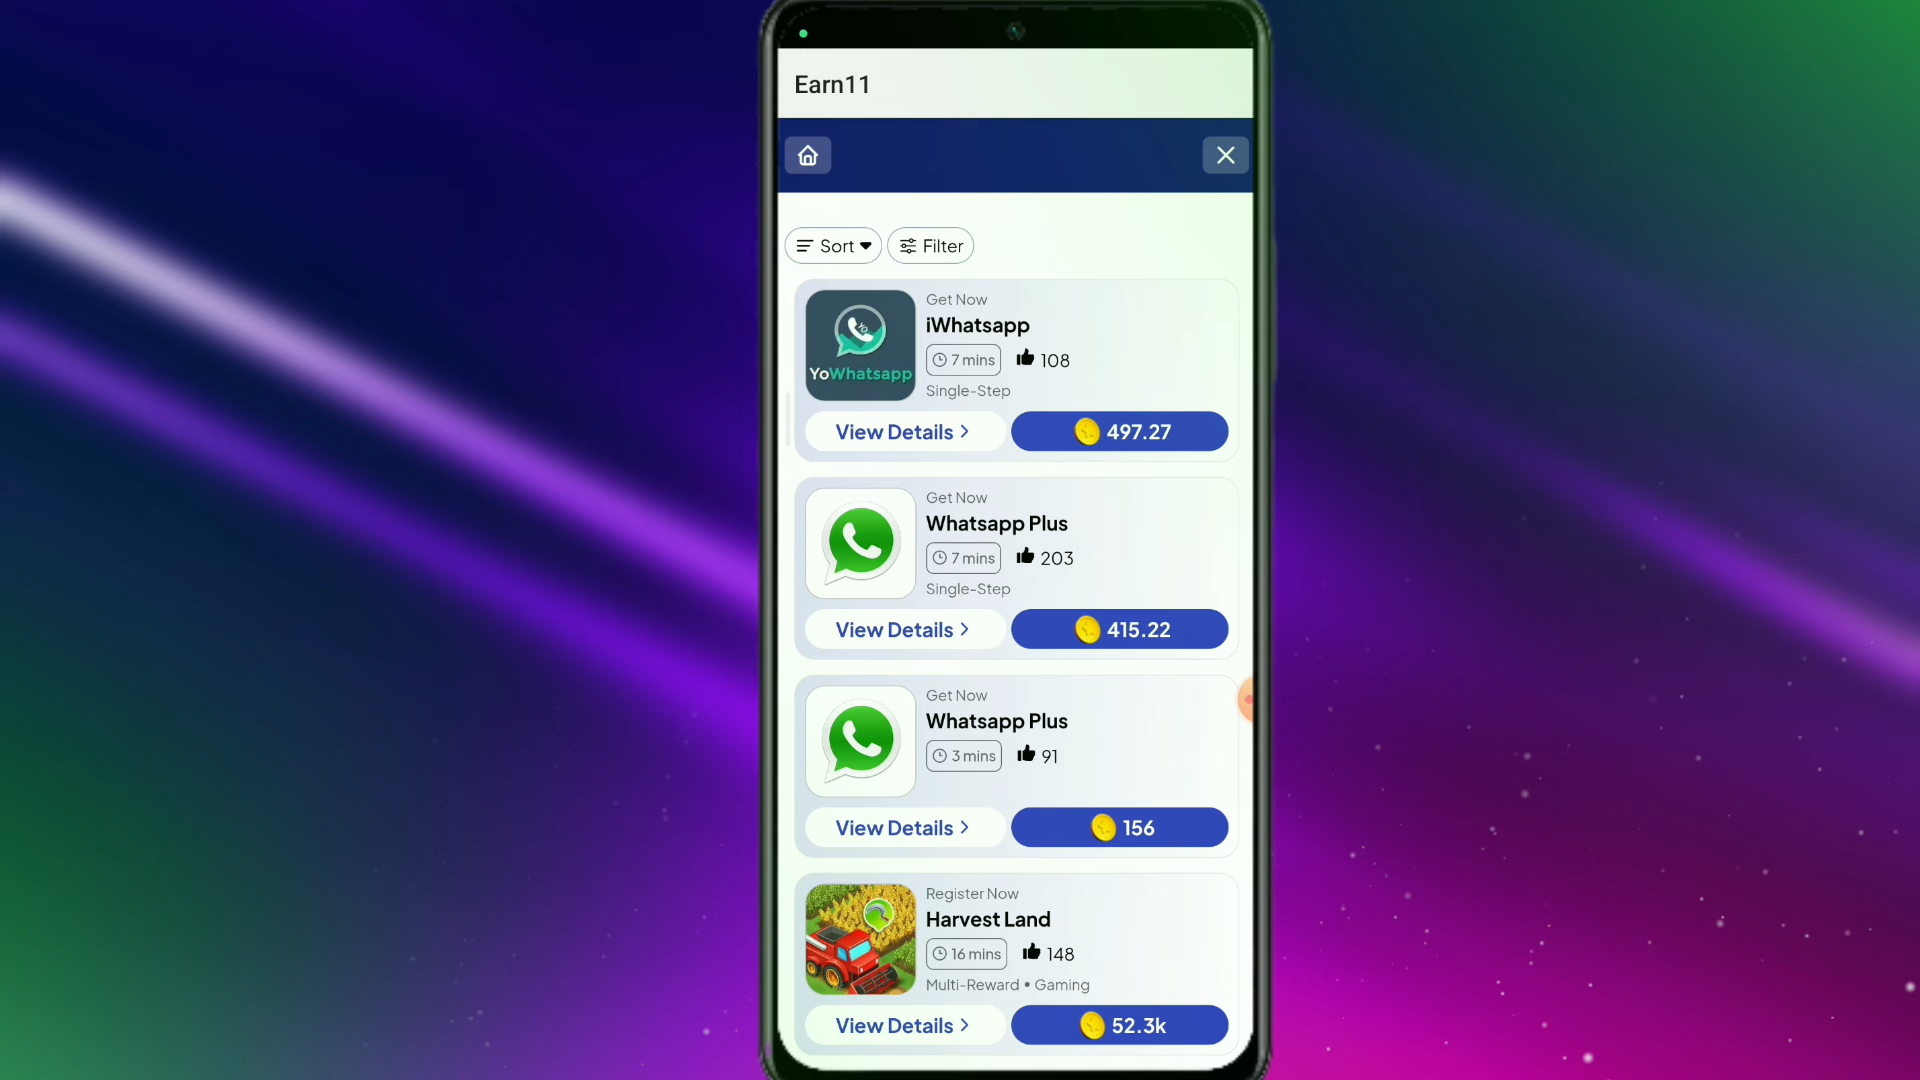 Earn11
Sort
Filter
Get Now
iWhatsapp
7 mins
108
Single-Step
YoWhatsapp
View Details
497.27
Get Now
Whatsapp Plus
7 mins
203
Single-Step
View Details
415.22
Get Now
Whatsapp Plus
3 mins
91
View Details
156
Register Now
Harvest Land
16 mins
148
Multi-Reward • Gaming
View Details
52.3k